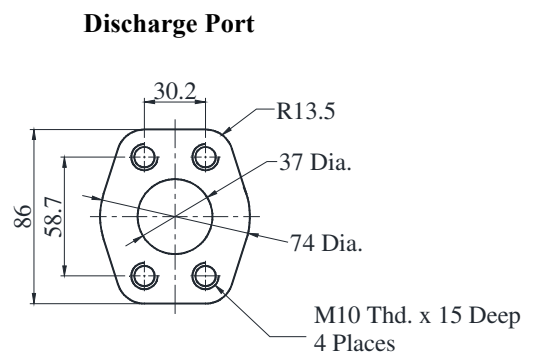 Discharge Port
30.2
R13.5
37 Dia.
86
58.7
74 Dia.
M10 Thd. x 15 Deep
4 Places